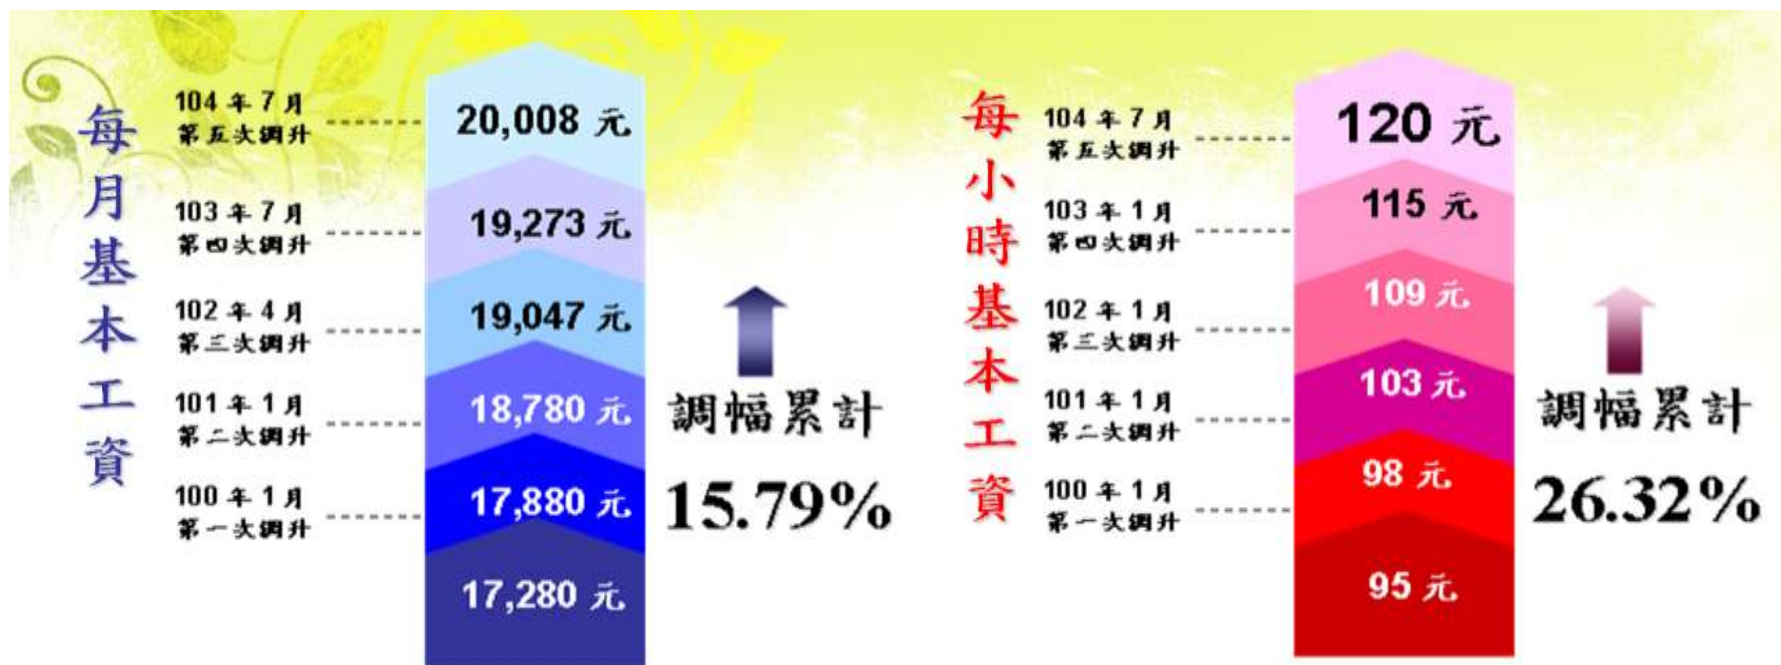 每月基本工資
104 年 7 月
第五次調升
20,008 元
103 年 7 月
第四次調升
19,273 元
102 年 4 月
第三次調升
19,047 元
101 年 1 月
第二次調升
18,780 元
100 年 1 月
第一次調升
17,880 元
17,280 元
調幅累計
15.79%
每小時基本工資
104 年 7 月
第五次調升
120 元
103 年 1 月
第四次調升
115 元
102 年 1 月
第三次調升
109 元
101 年 1 月
第二次調升
103 元
100 年 1 月
第一次調升
98 元
95 元
調幅累計
26.32%